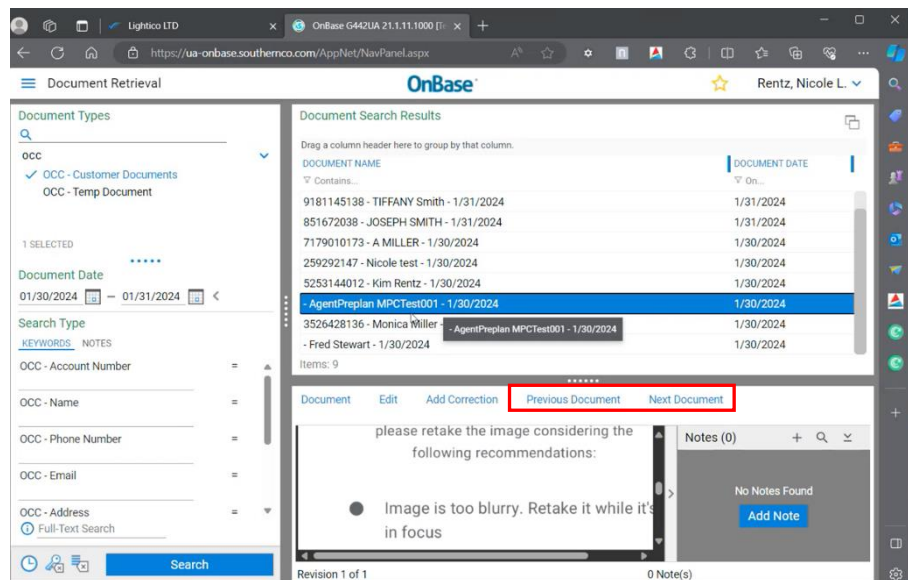 Lightico LTD
OnBase G442UA 21.1.11.1000 [Te
https://ua-onbase.southernco.com/AppNet/NavPanel.aspx
Document Retrieval
OnBase
Rentz, Nicole L.
Document Types
occ
OCC - Customer Documents
OCC - Temp Document
1 SELECTED
Document Date
01/30/2024 – 01/31/2024
Search Type
KEYWORDS NOTES
OCC - Account Number =
OCC - Name =
OCC - Phone Number =
OCC - Email =
OCC - Address =
Full-Text Search
Search
Document Search Results
Drag a column header here to group by that column.
DOCUMENT NAME DOCUMENT DATE
Contains... On...
9181145138 - TIFFANY Smith - 1/31/2024 1/31/2024
851672038 - JOSEPH SMITH - 1/31/2024 1/31/2024
7179010173 - A MILLER - 1/30/2024 1/30/2024
259292147 - Nicole test - 1/30/2024 1/30/2024
5253144012 - Kim Rentz - 1/30/2024 1/30/2024
- AgentPreplan MPCTest001 - 1/30/2024 1/30/2024
3526428136 - Monica Miller - 1/30/2024
- AgentPreplan MPCTest001 - 1/30/2024
- Fred Stewart - 1/30/2024 1/30/2024
Items: 9
Document Edit Add Correction Previous Document Next Document
please retake the image considering the
following recommendations:
Image is too blurry. Retake it while it's
in focus
Notes (0)
No Notes Found
Add Note
Revision 1 of 1 0 Note(s)